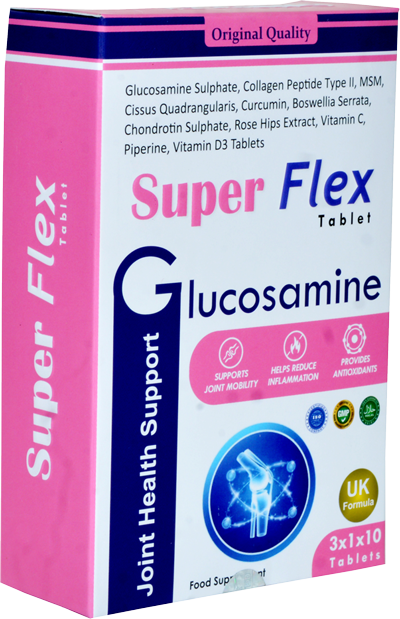 Original Quality
Glucosamine Sulphate, Collagen Peptide Type II, MSM,
Cissus Quadrangularis, Curcumin, Boswellia Serrata,
Chondrotin Sulphate, Rose Hips Extract, Vitamin C,
Piperine, Vitamin D3 Tablets
Super Flex
Tablet
Glucosamine
Joint Health Support
SUPPORTS
JOINT MOBILITY
HELPS REDUCE
INFLAMMATION
PROVIDES
ANTIOXIDANTS
ISO
GMP
UK
Formula
3x1x10
Tablets
Food
Super Flex
Tablet